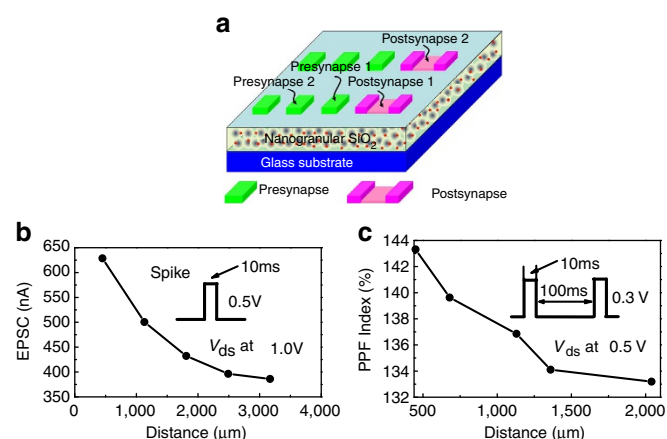 a
Postsynapse 2
Presynapse 1
Presynapse 2
Postsynapse 1
Nanogranular SiO2
Glass substrate
Presynapse
Postsynapse
b
650
600
550
500
450
400
350
EPSC (nA)
Spike
10ms
0.5V
Vds at 1.0V
0
1,000
2,000
3,000
4,000
Distance (μm)
c
144
142
140
138
136
134
132
PPF Index (%)
10ms
100ms
0.3 V
Vds at 0.5 V
500
1,000
1,500
2,000
Distance (μm)